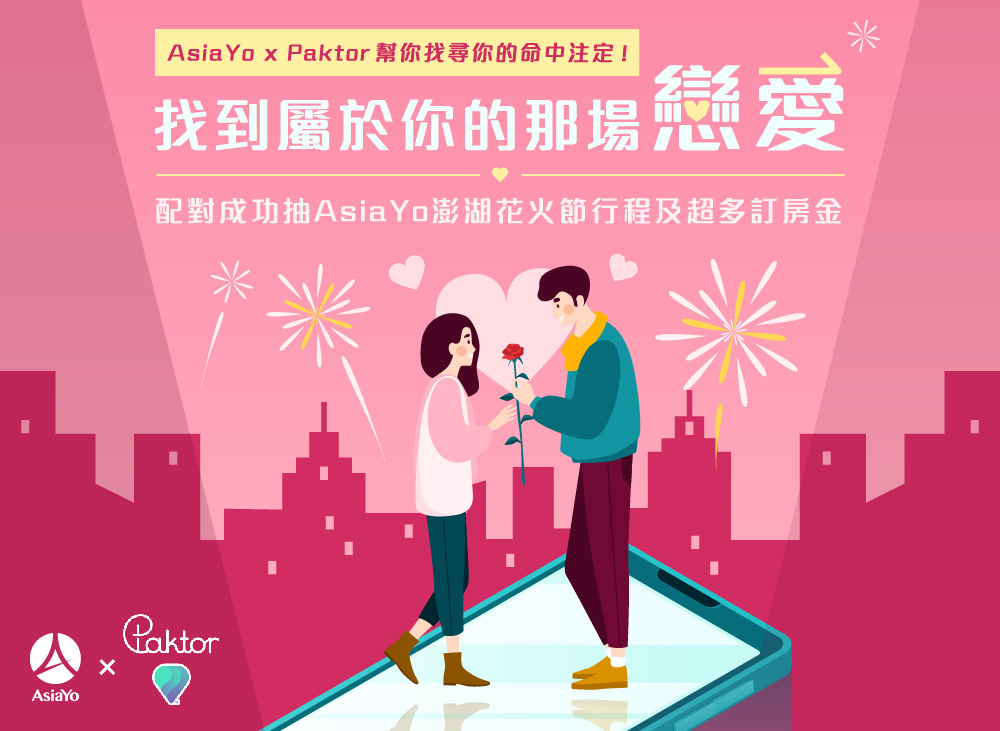 AsiaYo x Paktor 幫你找尋你的命中注定！
找到屬於你的那場戀愛
配對成功抽AsiaYo澎湖花火節行程及超多訂房金
Paktor
AsiaYo ×